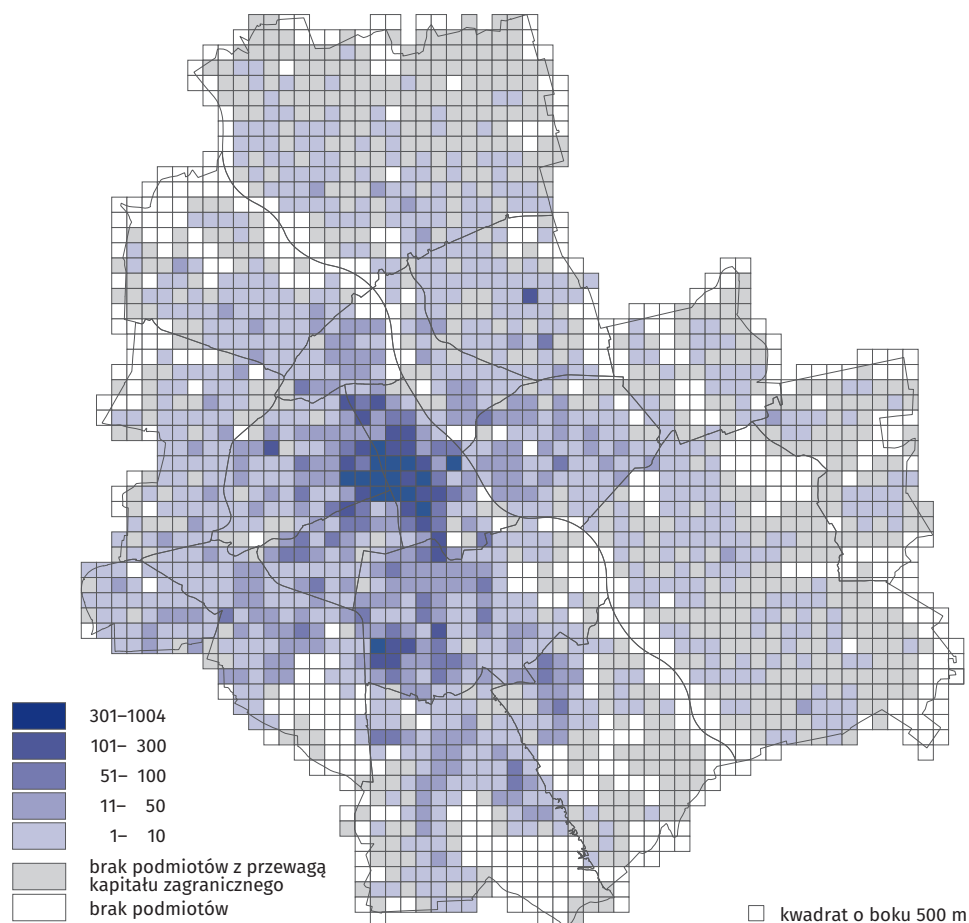 301–1004
101– 300
51– 100
11– 50
1– 10
brak podmiotów z przewagą
kapitału zagranicznego
brak podmiotów
kwadrat o boku 500 m